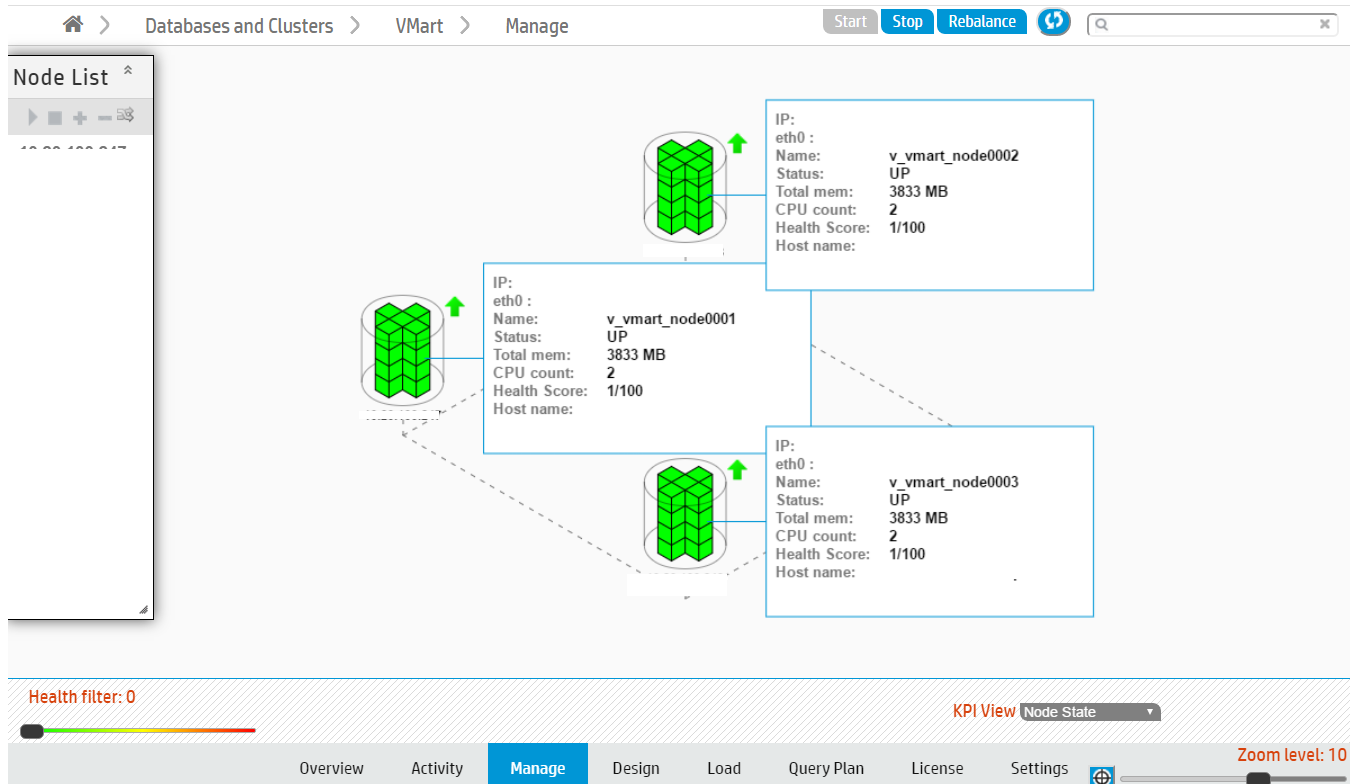 Databases and Clusters VMart Manage Start Stop Rebalance
Node List
IP:
eth0 :
Name: v_vmart_node0002
Status: UP
Total mem: 3833 MB
CPU count: 2
Health Score: 1/100
Host name:
IP:
eth0 :
Name: v_vmart_node0001
Status: UP
Total mem: 3833 MB
CPU count: 2
Health Score: 1/100
Host name:
IP:
eth0 :
Name: v_vmart_node0003
Status: UP
Total mem: 3833 MB
CPU count: 2
Health Score: 1/100
Host name:
Health filter: 0
KPI View Node State
Overview Activity Manage Design Load Query Plan License Settings
Zoom level: 10